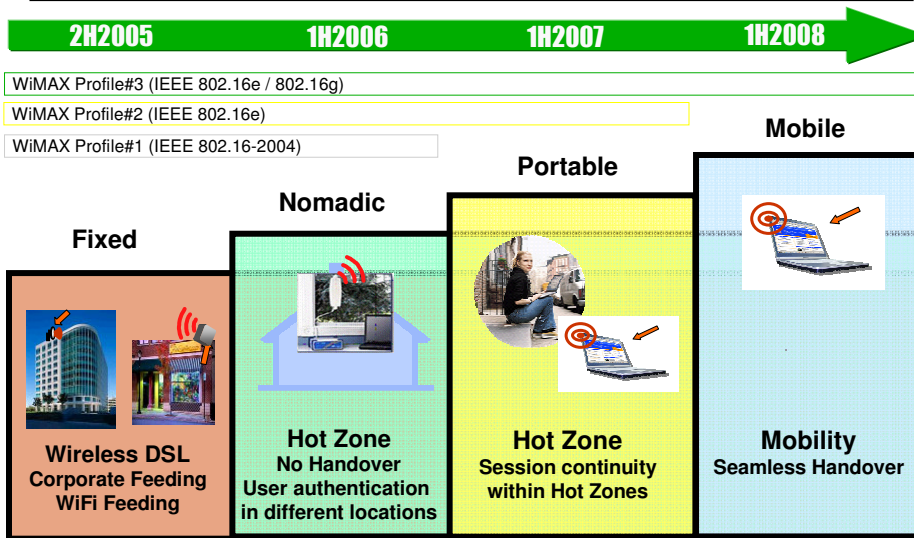 2H2005 1H2006 1H2007 1H2008
WiMAX Profile#3 (IEEE 802.16e / 802.16g)
WiMAX Profile#2 (IEEE 802.16e)
WiMAX Profile#1 (IEEE 802.16-2004)
Fixed
Nomadic
Portable
Mobile
Wireless DSL
Corporate Feeding
WiFi Feeding
Hot Zone
No Handover
User authentication
in different locations
Hot Zone
Session continuity
within Hot Zones
Mobility
Seamless Handover